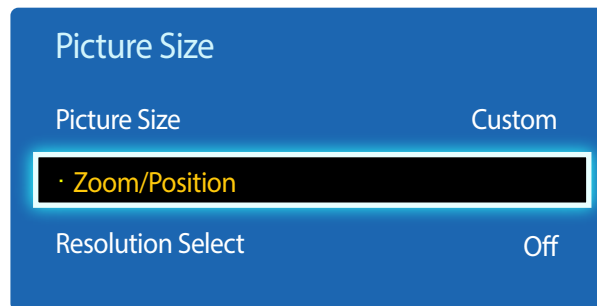 Picture Size
Picture Size Custom
· Zoom/Position
Resolution Select Off